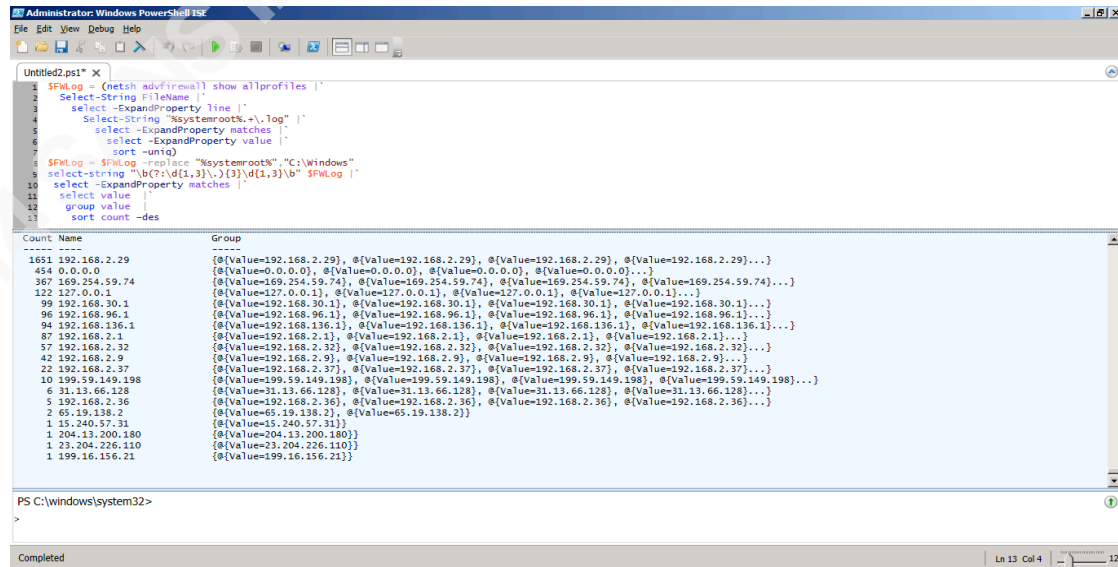 Administrator: Windows PowerShell ISE
File Edit View Debug Help
Untitled2.ps1* X
1 $FWLog = (netsh advfirewall show allprofiles |`
2 Select-String FileName |`
3 select -ExpandProperty line |`
4 Select-String "%systemroot%.+\.log" |`
5 select -ExpandProperty matches |`
6 select -ExpandProperty value |`
7 sort -uniq)
8 $FWLog = $FWLog -replace "%systemroot%","C:\Windows"
9 select-string "\b(?:\d{1,3}\.){3}\d{1,3}\b" $FWLog |`
10 select -ExpandProperty matches |`
11 select value |`
12 group value |
13 sort count -des
Count Name Group
----- ---- -----
1651 192.168.2.29 {@{Value=192.168.2.29}, @{Value=192.168.2.29}, @{Value=192.168.2.29}, @{Value=192.168.2.29}...}
454 0.0.0.0 {@{Value=0.0.0.0}, @{Value=0.0.0.0}, @{Value=0.0.0.0}, @{Value=0.0.0.0}...}
367 169.254.59.74 {@{Value=169.254.59.74}, @{Value=169.254.59.74}, @{Value=169.254.59.74}, @{Value=169.254.59.74}...}
122 127.0.0.1 {@{Value=127.0.0.1}, @{Value=127.0.0.1}, @{Value=127.0.0.1}, @{Value=127.0.0.1}...}
99 192.168.30.1 {@{Value=192.168.30.1}, @{Value=192.168.30.1}, @{Value=192.168.30.1}, @{Value=192.168.30.1}...}
96 192.168.96.1 {@{Value=192.168.96.1}, @{Value=192.168.96.1}, @{Value=192.168.96.1}, @{Value=192.168.96.1}...}
94 192.168.136.1 {@{Value=192.168.136.1}, @{Value=192.168.136.1}, @{Value=192.168.136.1}, @{Value=192.168.136.1}...}
87 192.168.2.1 {@{Value=192.168.2.1}, @{Value=192.168.2.1}, @{Value=192.168.2.1}, @{Value=192.168.2.1}...}
57 192.168.2.32 {@{Value=192.168.2.32}, @{Value=192.168.2.32}, @{Value=192.168.2.32}, @{Value=192.168.2.32}...}
42 192.168.2.9 {@{Value=192.168.2.9}, @{Value=192.168.2.9}, @{Value=192.168.2.9}, @{Value=192.168.2.9}...}
22 192.168.2.37 {@{Value=192.168.2.37}, @{Value=192.168.2.37}, @{Value=192.168.2.37}, @{Value=192.168.2.37}...}
10 199.59.149.198 {@{Value=199.59.149.198}, @{Value=199.59.149.198}, @{Value=199.59.149.198}, @{Value=199.59.149.198}...}
6 31.13.66.128 {@{Value=31.13.66.128}, @{Value=31.13.66.128}, @{Value=31.13.66.128}, @{Value=31.13.66.128}...}
5 192.168.2.36 {@{Value=192.168.2.36}, @{Value=192.168.2.36}, @{Value=192.168.2.36}, @{Value=192.168.2.36}...}
2 65.19.138.2 {@{Value=65.19.138.2}, @{Value=65.19.138.2}}
1 15.240.57.31 {@{Value=15.240.57.31}}
1 204.13.200.180 {@{Value=204.13.200.180}}
1 23.204.226.110 {@{Value=23.204.226.110}}
1 199.16.156.21 {@{Value=199.16.156.21}}
PS C:\windows\system32>
>
Completed Ln 13 Col 4 12